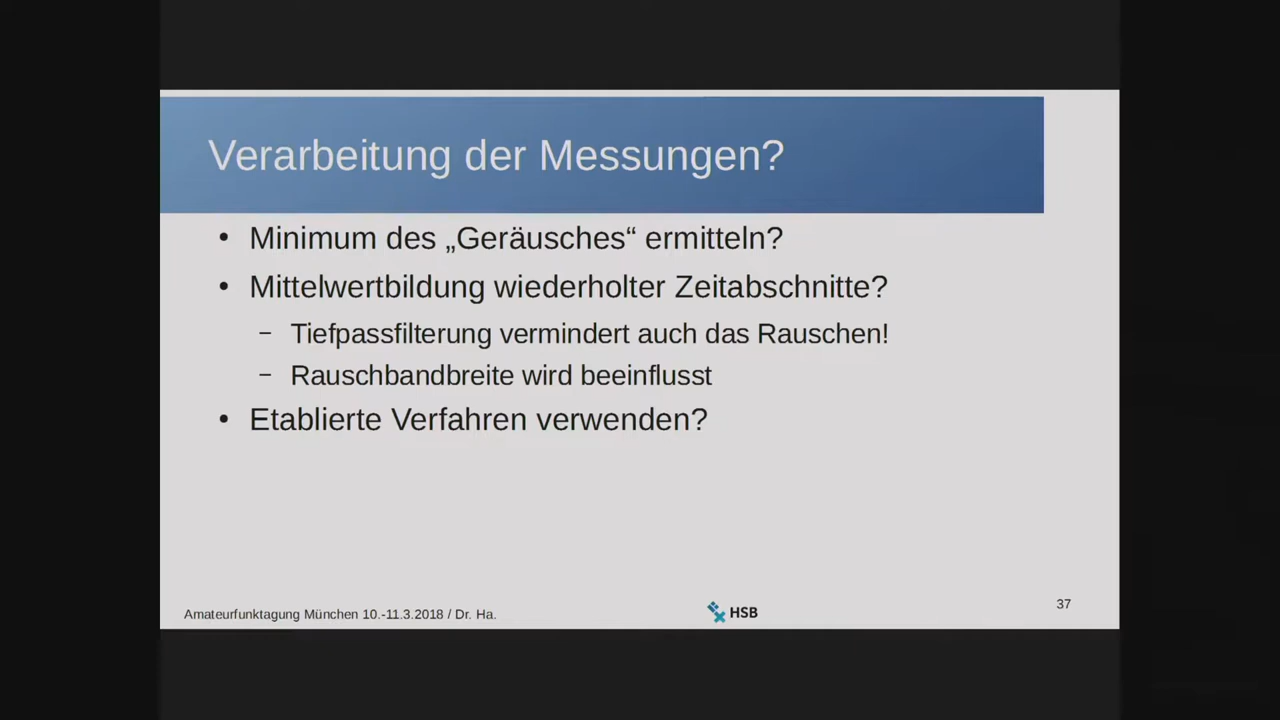 Verarbeitung der Messungen?
• Minimum des „Geräusches“ ermitteln?
• Mittelwertbildung wiederholter Zeitabschnitte?
– Tiefpassfilterung vermindert auch das Rauschen!
– Rauschbandbreite wird beeinflusst
• Etablierte Verfahren verwenden?
Amateurfunktagung München 10.-11.3.2018 / Dr. Ha.
HSB
37